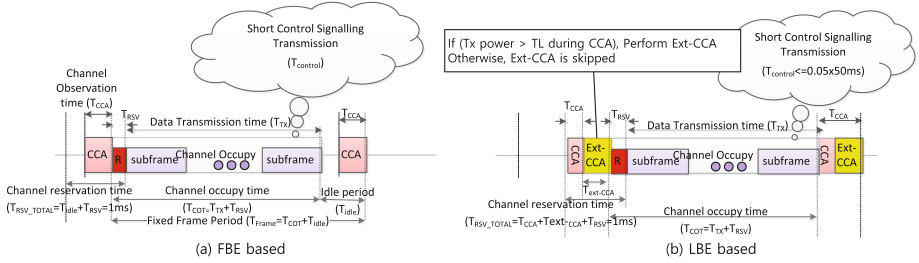 Short Control Signalling
Transmission
(Tcontrol)
Channel
Observation
time (TCCA)
TRSV
TCCA
Data Transmission time (TTX)
CCA
R
subframe
Channel Occupy
subframe
CCA
Channel reservation time
(TRSV_TOTAL=Tidle+TRSV=1ms)
Channel occupy time
(TCOT=TTX+TRSV)
Idle period
(Tidle)
Fixed Frame Period (TFrame=TCOT+Tidle)
(a) FBE based
If (Tx power > TL during CCA), Perform Ext-CCA
Otherwise, Ext-CCA is skipped
Short Control Signalling
Transmission
(Tcontrol<=0.05x50ms)
TCCA
TRSV
TCCA
Data Transmission time (TTX)
CCA
Ext-
CCA
R
subframe
Channel Occupy
subframe
CCA
Ext-
CCA
Text-CCA
Channel reservation time
(TRSV_TOTAL=TCCA+Text-CCA+TRSV=1ms)
Channel occupy time
(TCOT=TTX+TRSV)
(b) LBE based